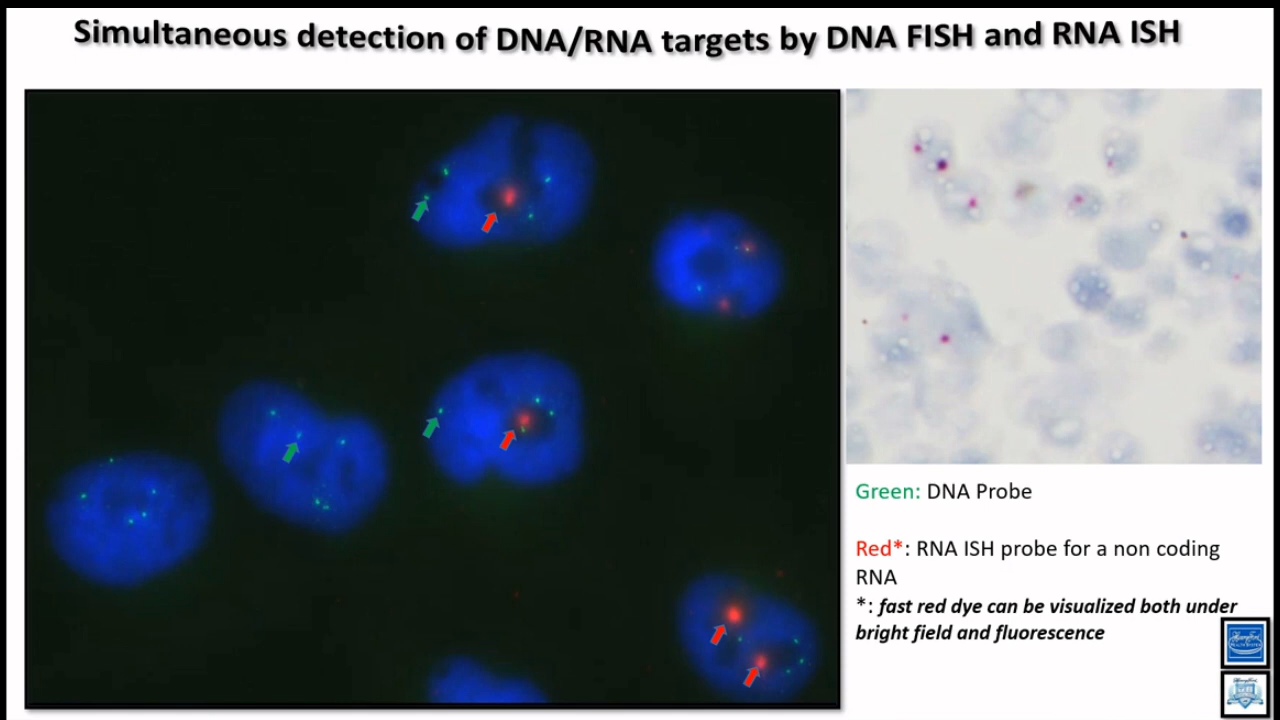 Simultaneous detection of DNA/RNA targets by DNA FISH and RNA ISH
Green: DNA Probe
Red*: RNA ISH probe for a non coding
RNA
*: fast red dye can be visualized both under
bright field and fluorescence